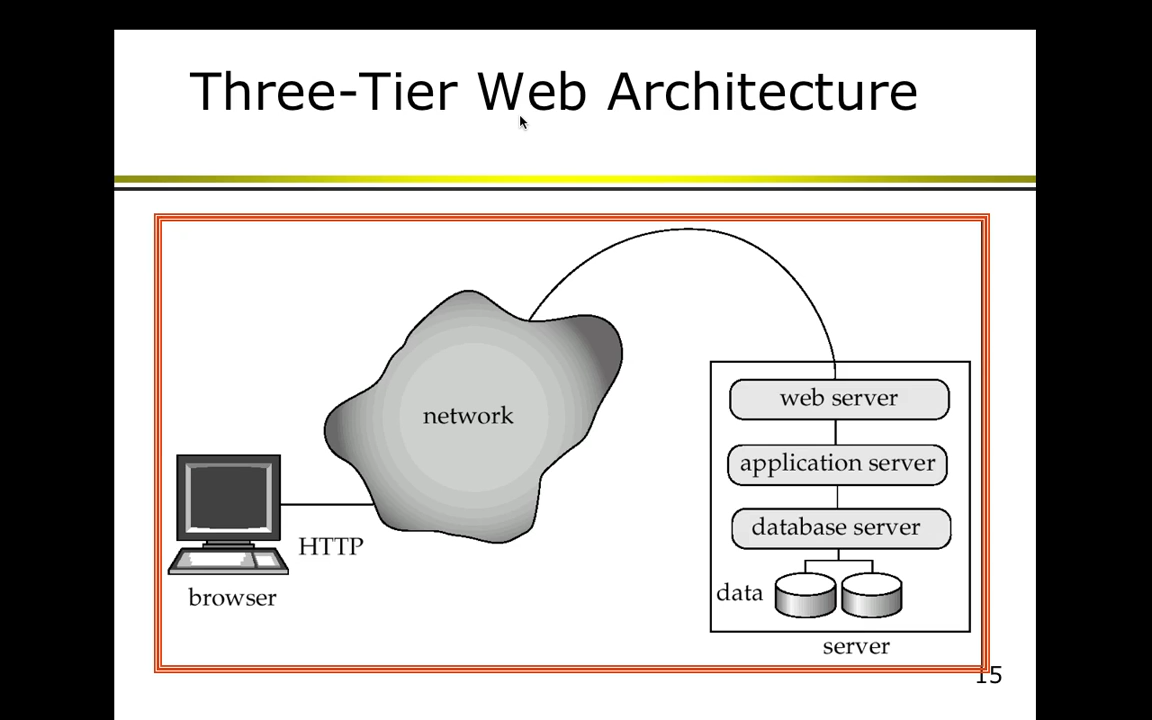 Three-Tier Web Architecture
network
web server
application server
database server
data
HTTP
browser
server
15